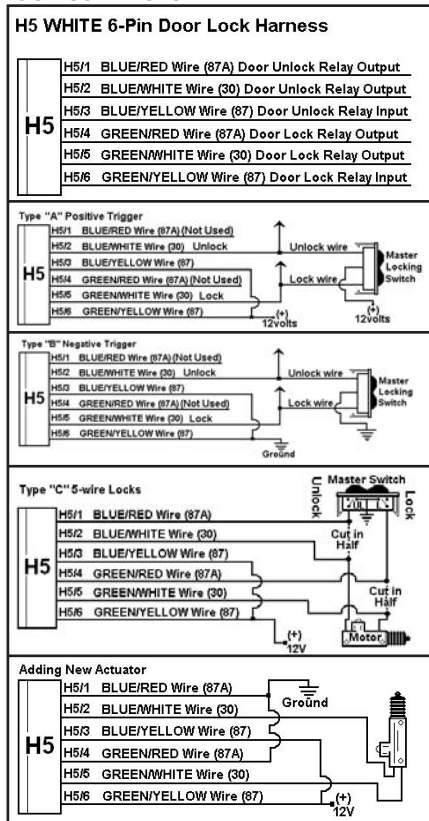 H5 WHITE 6-Pin Door Lock Harness
H5
H5/1 BLUE/RED Wire (87A) Door Unlock Relay Output
H5/2 BLUE/WHITE Wire (30) Door Unlock Relay Output
H5/3 BLUE/YELLOW Wire (87) Door Unlock Relay Input
H5/4 GREEN/RED Wire (87A) Door Lock Relay Output
H5/5 GREEN/WHITE Wire (30) Door Lock Relay Output
H5/6 GREEN/YELLOW Wire (87) Door Lock Relay Input
Type "A" Positive Trigger
H5
H5/1 BLUE/RED Wire (87A)(Not Used)
H5/2 BLUE/WHITE Wire (30) Unlock
H5/3 BLUE/YELLOW Wire (87)
H5/4 GREEN/RED Wire (87A)(Not Used)
H5/5 GREEN/WHITE Wire (30) Lock
H5/6 GREEN/YELLOW Wire (87)
Unlock wire
Lock wire
Master
Locking
Switch
(+)
12volts
(+)
12volts
Type "B" Negative Trigger
H5
H5/1 BLUE/RED Wire (87A)(Not Used)
H5/2 BLUE/WHITE Wire (30) Unlock
H5/3 BLUE/YELLOW Wire (87)
H5/4 GREEN/RED Wire (87A)(Not Used)
H5/5 GREEN/WHITE Wire (30) Lock
H5/6 GREEN/YELLOW Wire (87)
Unlock wire
Lock wire
Master
Locking
Switch
Ground
Type "C" 5-wire Locks
H5
H5/1 BLUE/RED Wire (87A)
H5/2 BLUE/WHITE Wire (30)
H5/3 BLUE/YELLOW Wire (87)
H5/4 GREEN/RED Wire (87A)
H5/5 GREEN/WHITE Wire (30)
H5/6 GREEN/YELLOW Wire (87)
Master Switch
Unlock
Lock
Cut in
Half
Cut in
Half
Motor
(+)
12V
Adding New Actuator
H5
H5/1 BLUE/RED Wire (87A)
H5/2 BLUE/WHITE Wire (30)
H5/3 BLUE/YELLOW Wire (87)
H5/4 GREEN/RED Wire (87A)
H5/5 GREEN/WHITE Wire (30)
H5/6 GREEN/YELLOW Wire (87)
Ground
(+)
12V